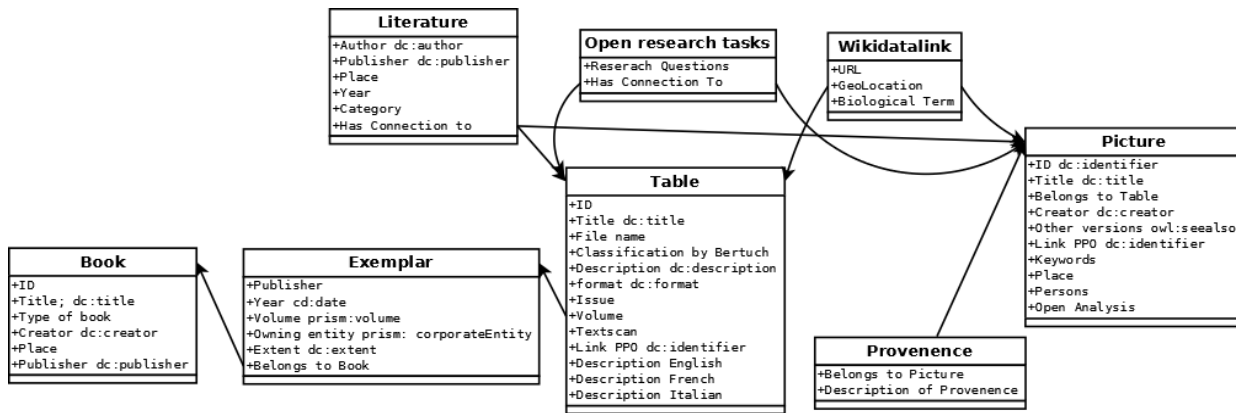 Literature
+Author dc:author
+Publisher dc:publisher
+Place
+Year
+Category
+Has Connection to
Open research tasks
+Reserach Questions
+Has Connection To
Wikidatalink
+URL
+GeoLocation
+Biological Term
Picture
+ID dc:identifier
+Title dc:title
+Belongs to Table
+Creator dc:creator
+Other versions owl:seealso
+Link PPO dc:identifier
+Keywords
+Place
+Persons
+Open Analysis
Table
+ID
+Title dc:title
+File name
+Classification by Bertuch
+Description dc:description
+format dc:format
+Issue
+Volume
+Textscan
+Link PPO dc:identifier
+Description English
+Description French
+Description Italian
Book
+ID
+Title; dc:title
+Type of book
+Creator dc:creator
+Place
+Publisher dc:publisher
Exemplar
+Publisher
+Year cd:date
+Volume prism:volume
+Owning entity prism: corporateEntity
+Extent dc:extent
+Belongs to Book
Provenence
+Belongs to Picture
+Description of Provenence